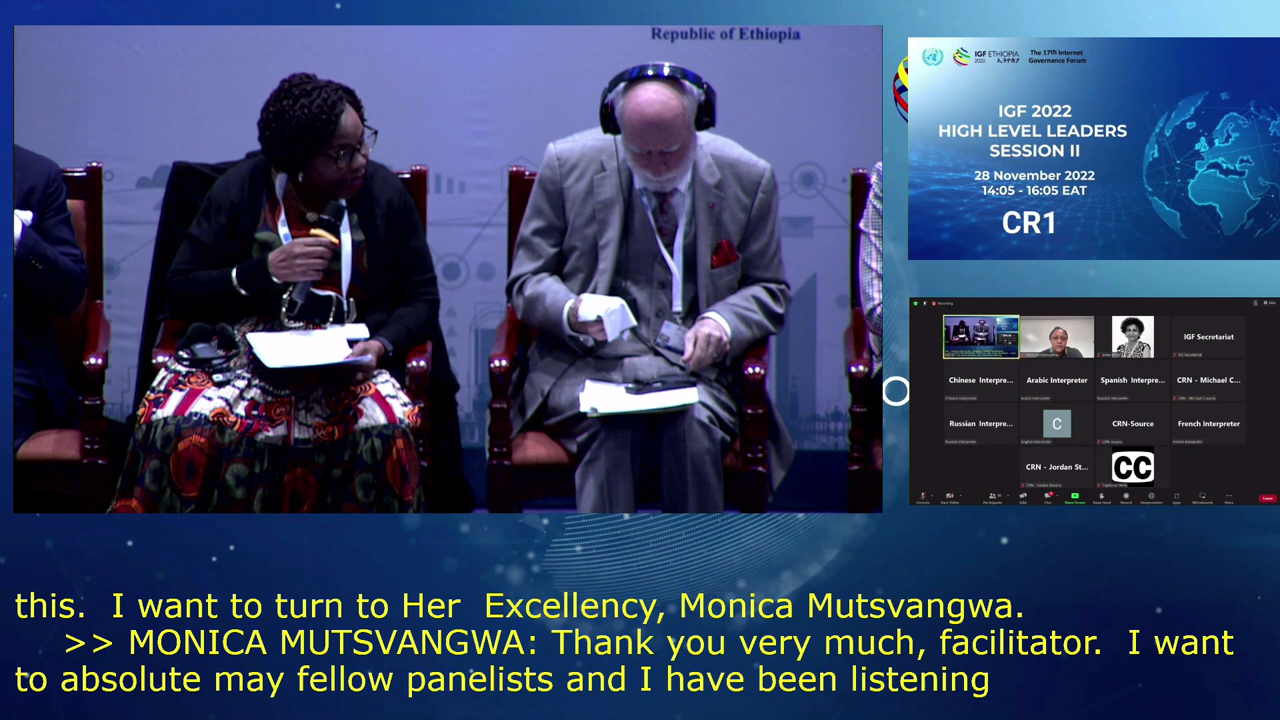 Republic of Ethiopia
IGF ETHIOPIA
2022 ኢትዮጵያ
The 17th Internet
Governance Forum
IGF 2022
HIGH LEVEL LEADERS
SESSION II
28 November 2022
14:05 - 16:05 EAT
CR1
IGF Secretariat
Chinese Interpre...
Arabic Interpreter
Spanish Interpre...
CRN - Michael C...
Russian Interpre...
C
CRN-Source
French Interpreter
CRN - Jordan St...
CC
this. I want to turn to Her Excellency, Monica Mutsvangwa.
>> MONICA MUTSVANGWA: Thank you very much, facilitator. I want
to absolute may fellow panelists and I have been listening